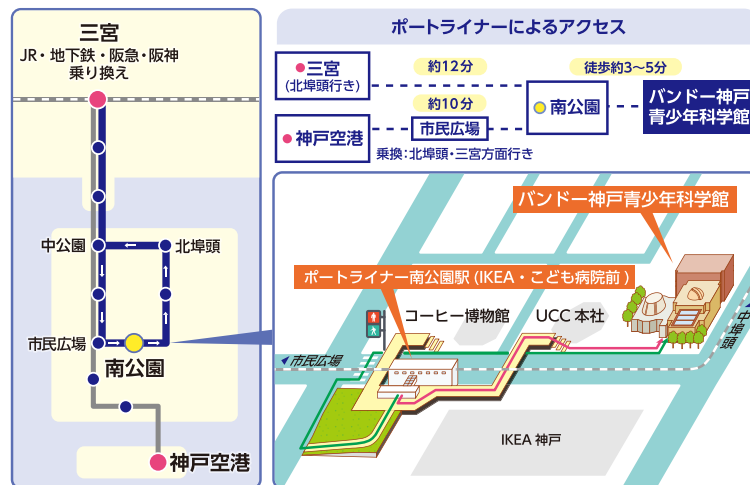 三宮
JR・地下鉄・阪急・阪神
乗り換え
中公園
北埠頭
市民広場
南公園
神戸空港
ポートライナーによるアクセス
三宮
(北埠頭行き)
約12分
徒歩約3〜5分
南公園
バンドー神戸
青少年科学館
神戸空港
約10分
市民広場
乗換:北埠頭・三宮方面行き
バンドー神戸青少年科学館
ポートライナー南公園駅(IKEA・こども病院前)
コーヒー博物館
UCC本社
市民広場
中埠頭
IKEA 神戸